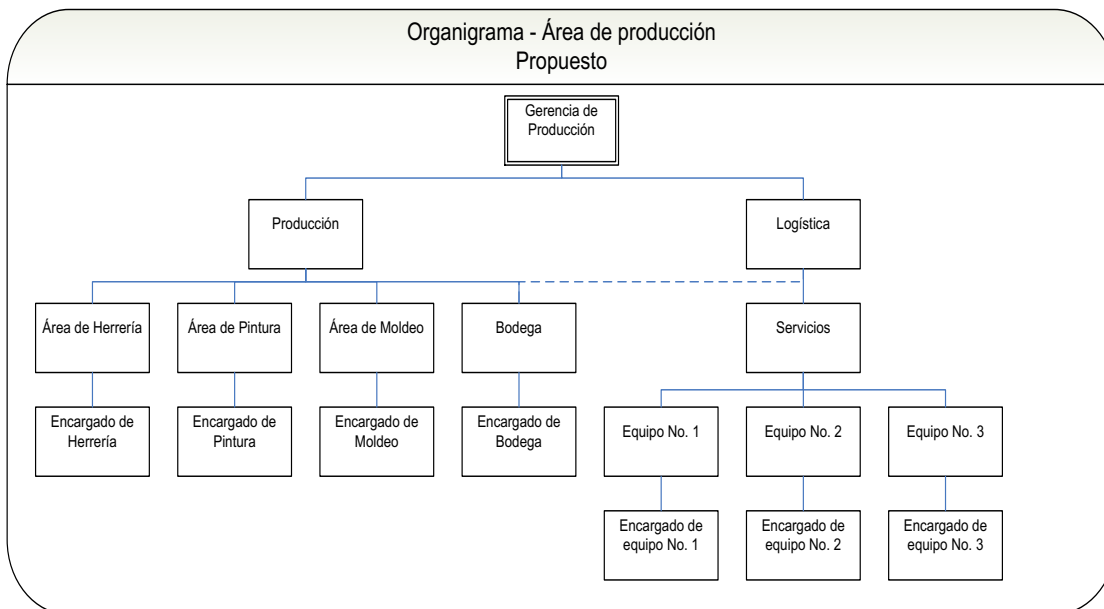 Organigrama - Área de producción
Propuesto
Gerencia de
Producción
Producción
Logística
Área de Herrería
Área de Pintura
Área de Moldeo
Bodega
Servicios
Encargado de
Herrería
Encargado de
Pintura
Encargado de
Moldeo
Encargado de
Bodega
Equipo No. 1
Equipo No. 2
Equipo No. 3
Encargado de
equipo No. 1
Encargado de
equipo No. 2
Encargado de
equipo No. 3